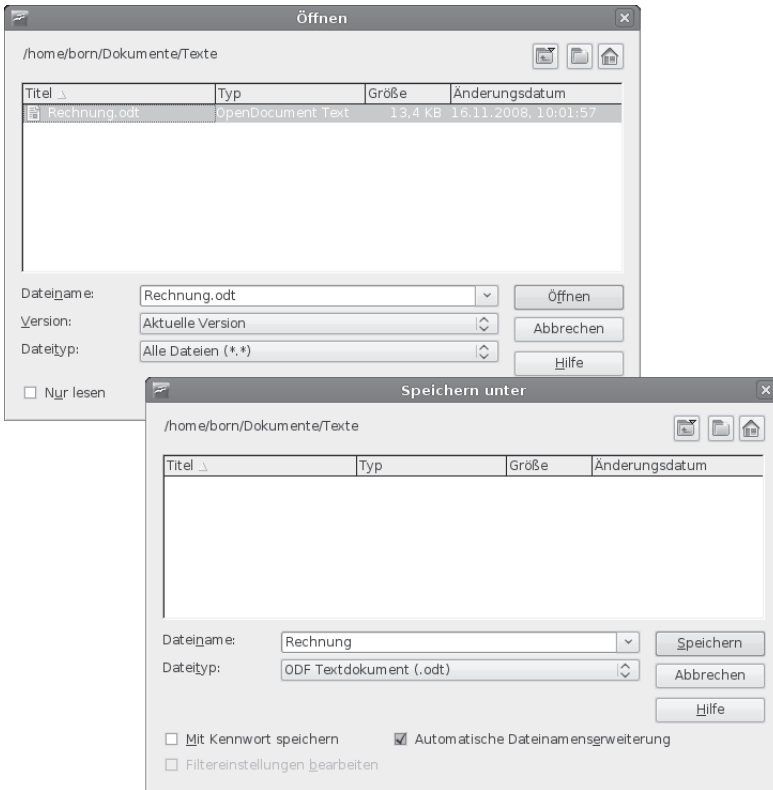 Öffnen
/home/born/Dokumente/Texte
Titel Typ Größe Änderungsdatum
Rechnung.odt OpenDocument Text 13,4 KB 16.11.2008, 10:01:57
Dateiname: Rechnung.odt Öffnen
Version: Aktuelle Version Abbrechen
Dateityp: Alle Dateien (*.*)
Hilfe
Nur lesen
Speichern unter
/home/born/Dokumente/Texte
Titel Typ Größe Änderungsdatum
Dateiname: Rechnung Speichern
Dateityp: ODF Textdokument (.odt) Abbrechen
Hilfe
Mit Kennwort speichern Automatische Dateinamenserweiterung
Filtereinstellungen bearbeiten